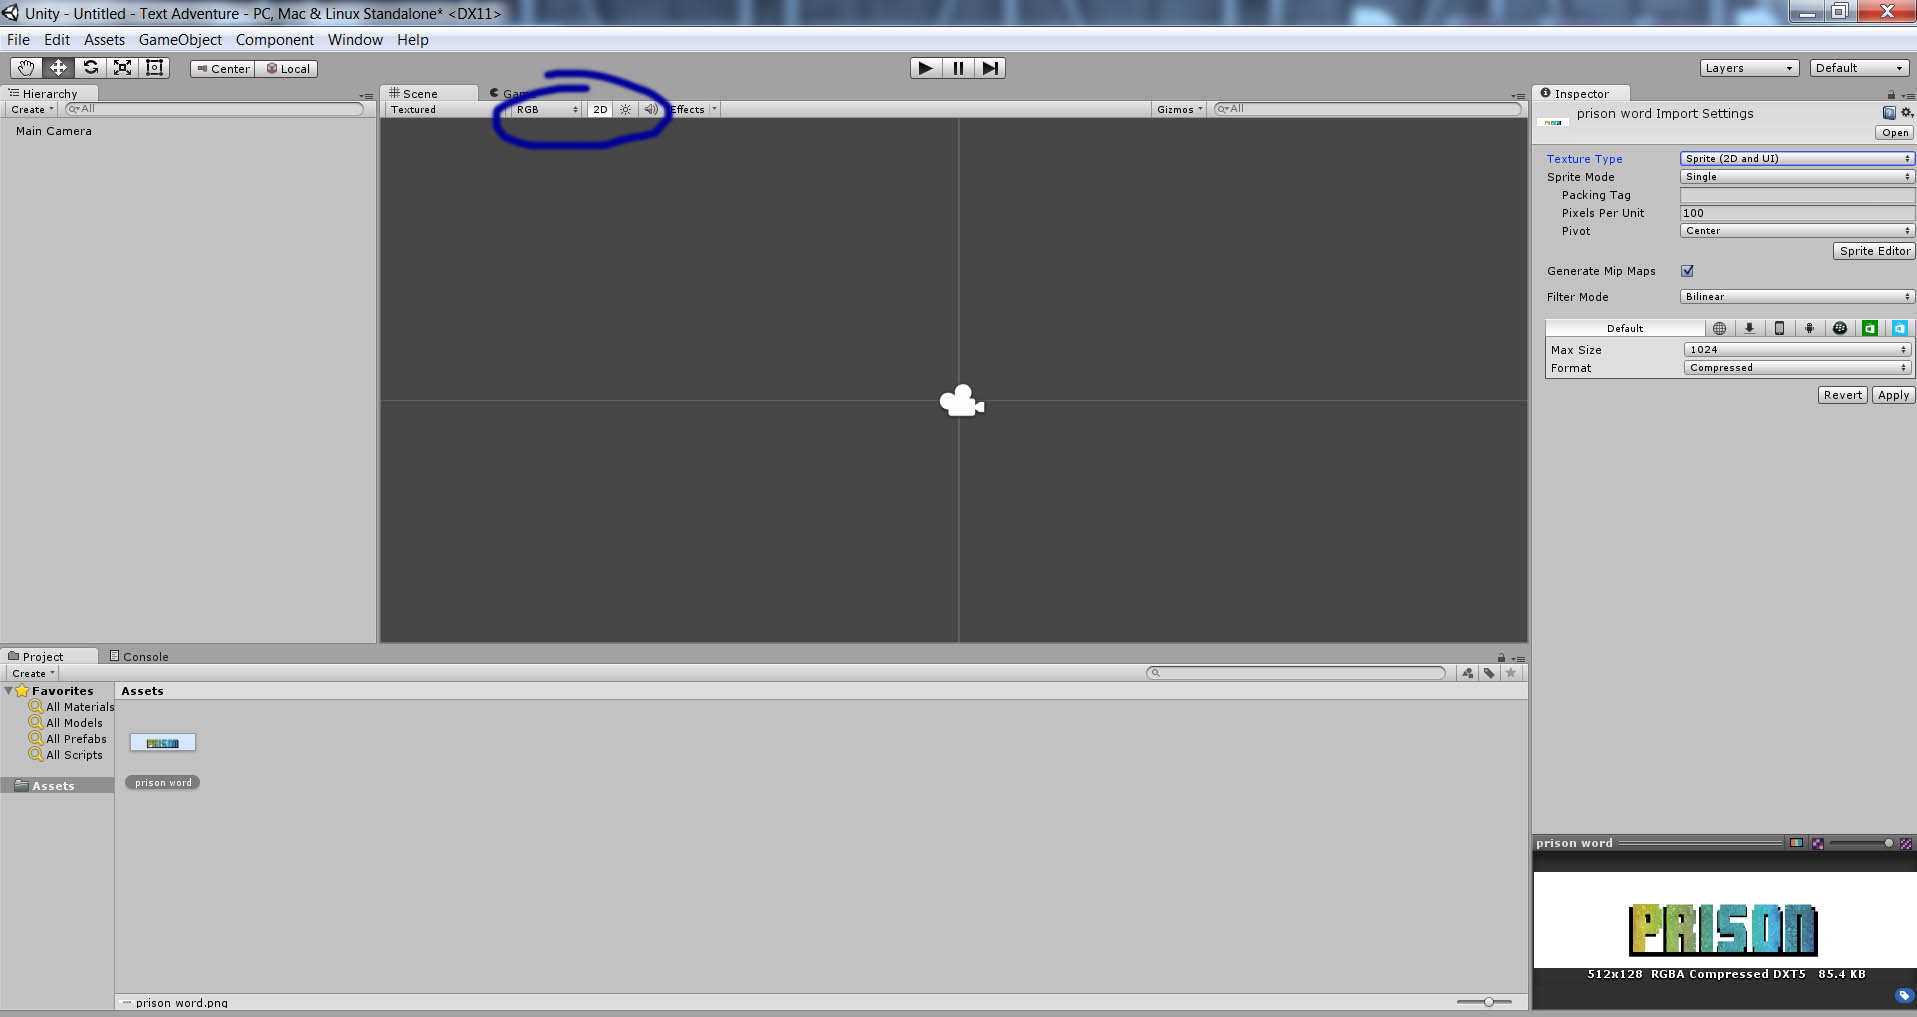 Unity - Untitled - Text Adventure - PC, Mac & Linux Standalone* <DX11>
File Edit Assets GameObject Component Window Help
Center Local Layers Default
Hierarchy
Create All
Main Camera
Scene
Textured RGB 2D Effects Gizmos All
Inspector
prison word Import Settings
Open
Texture Type Sprite (2D and UI)
Sprite Mode Single
Packing Tag
Pixels Per Unit 100
Pivot Center
Sprite Editor
Generate Mip Maps
Filter Mode Bilinear
Default
Max Size 1024
Format Compressed
Revert Apply
Project Console
Create
Favorites
All Materials
All Models
All Prefabs
All Scripts
Assets
Assets
PRISON
prison word
prison word.png
prison word
PRISON
512x128 RGBA Compressed DXT5 85.4 KB